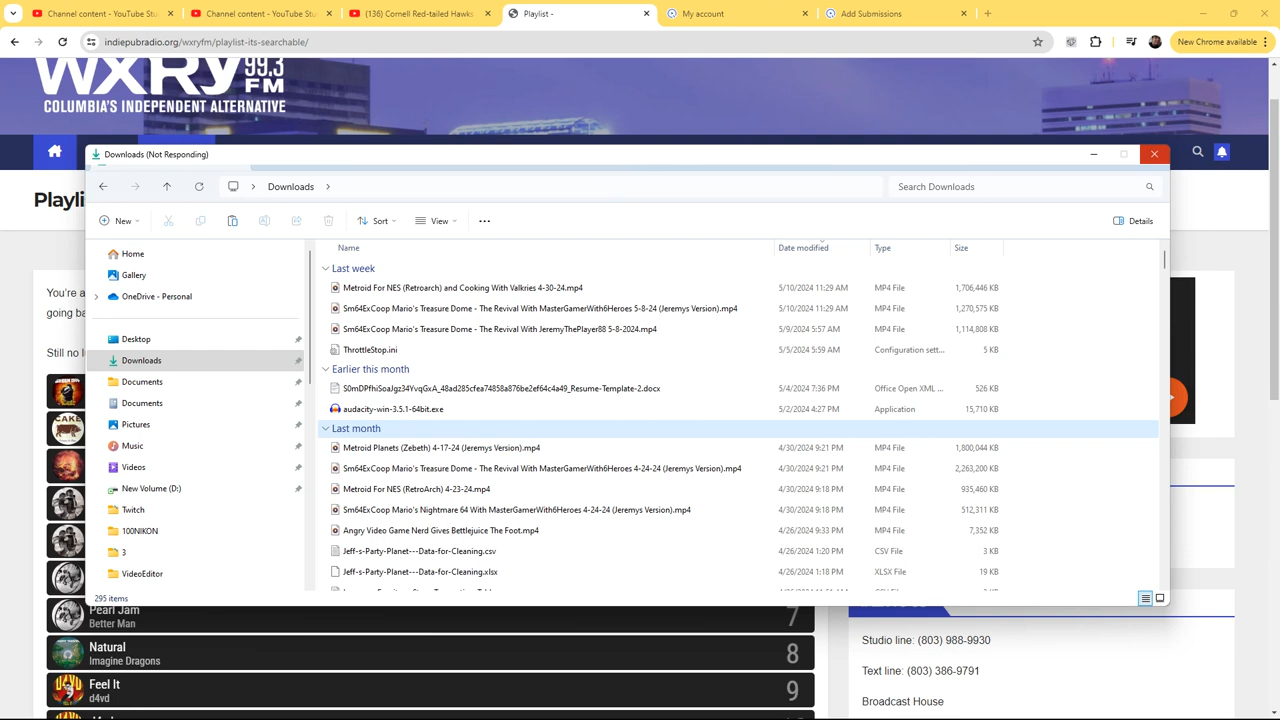 Channel content - YouTube Stu
Channel content - YouTube Stu
(136) Cornell Red-tailed Hawks
Playlist -
My account
Add Submissions
indiepubradio.org/wxryfm/playlist-its-searchable/
New Chrome available
WXRY 99.3 FM
COLUMBIA'S INDEPENDENT ALTERNATIVE
Downloads (Not Responding)
Downloads
Search Downloads
New
Sort
View
Details
Name
Date modified
Type
Size
Home
Gallery
OneDrive - Personal
Desktop
Downloads
Documents
Documents
Pictures
Music
Videos
New Volume (D:)
Twitch
100NIKON
3
VideoEditor
Last week
Metroid For NES (Retroarch) and Cooking With Valkries 4-30-24.mp4 5/10/2024 11:29 AM MP4 File 1,706,446 KB
Sm64ExCoop Mario's Treasure Dome - The Revival With MasterGamerWith6Heroes 5-8-24 (Jeremys Version).mp4 5/10/2024 11:29 AM MP4 File 1,270,575 KB
Sm64ExCoop Mario's Treasure Dome - The Revival With JeremyThePlayer88 5-8-2024.mp4 5/9/2024 5:57 AM MP4 File 1,114,808 KB
ThrottleStop.ini 5/5/2024 5:59 AM Configuration sett... 5 KB
Earlier this month
S0mDPfhiSoaJgz34YvqGxA_48ad285cfea74858a876be2ef64c4a49_Resume-Template-2.docx 5/4/2024 7:36 PM Office Open XML ... 526 KB
audacity-win-3.5.1-64bit.exe 5/2/2024 4:27 PM Application 15,710 KB
Last month
Metroid Planets (Zebeth) 4-17-24 (Jeremys Version).mp4 4/30/2024 9:21 PM MP4 File 1,800,044 KB
Sm64ExCoop Mario's Treasure Dome - The Revival With MasterGamerWith6Heroes 4-24-24 (Jeremys Version).mp4 4/30/2024 9:21 PM MP4 File 2,263,200 KB
Metroid For NES (RetroArch) 4-23-24.mp4 4/30/2024 9:18 PM MP4 File 935,460 KB
Sm64ExCoop Mario's Nightmare 64 With MasterGamerWith6Heroes 4-24-24 (Jeremys Version).mp4 4/30/2024 9:18 PM MP4 File 512,311 KB
Angry Video Game Nerd Gives Bettlejuice The Foot.mp4 4/26/2024 9:33 PM MP4 File 7,352 KB
Jeff-s-Party-Planet---Data-for-Cleaning.csv 4/26/2024 1:20 PM CSV File 3 KB
Jeff-s-Party-Planet---Data-for-Cleaning.xlsx 4/26/2024 1:18 PM XLSX File 19 KB
295 items
Playli
You're a
going ba
Still no l
Pearl Jam
Better Man
7
Natural
Imagine Dragons
8
Feel It
d4vd
9
Studio line: (803) 988-9930
Text line: (803) 386-9791
Broadcast House